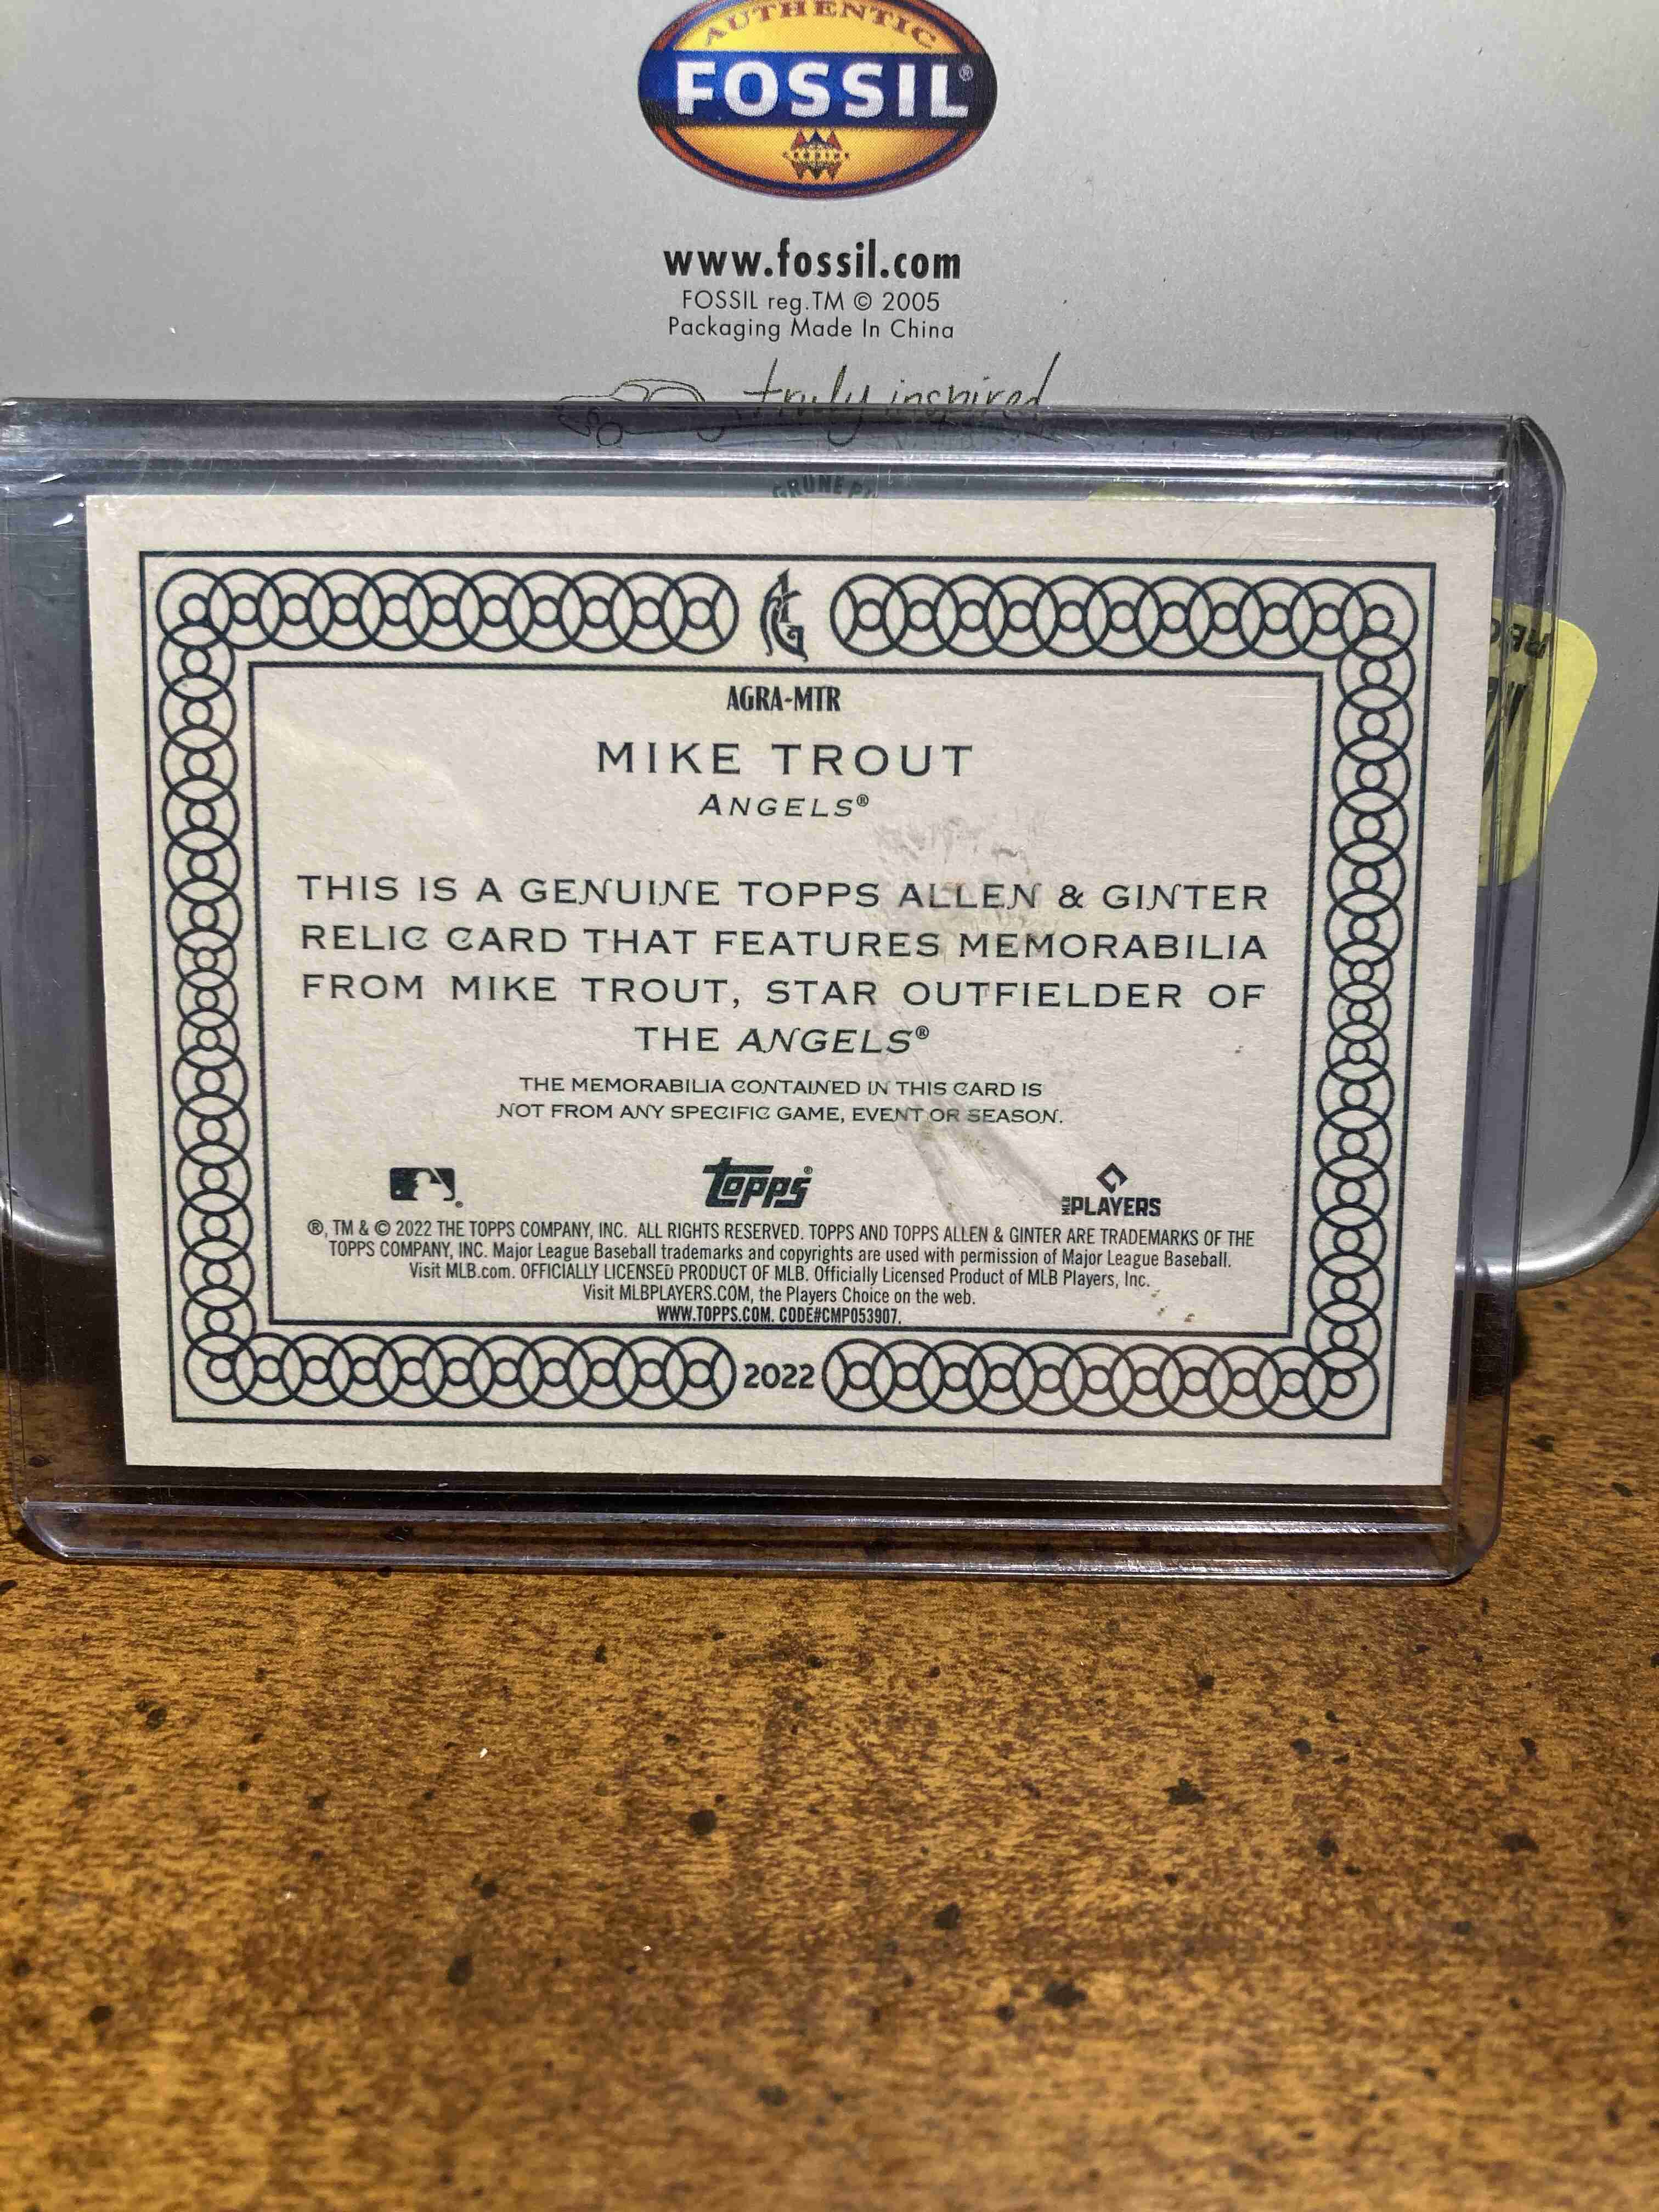 AUTHENTIC
FOSSIL®
www.fossil.com
FOSSIL reg.TM © 2005
Packaging Made In China
truly inspired
AGRA-MTR
MIKE TROUT
ANGELS®
THIS IS A GENUINE TOPPS ALLEN & GINTER
RELIC CARD THAT FEATURES MEMORABILIA
FROM MIKE TROUT, STAR OUTFIELDER OF
THE ANGELS®
THE MEMORABILIA CONTAINED IN THIS CARD IS
NOT FROM ANY SPECIFIC GAME, EVENT OR SEASON.
topps® MLB PLAYERS
®, TM & © 2022 THE TOPPS COMPANY, INC. ALL RIGHTS RESERVED. TOPPS AND TOPPS ALLEN & GINTER ARE TRADEMARKS OF THE
TOPPS COMPANY, INC. Major League Baseball trademarks and copyrights are used with permission of Major League Baseball.
Visit MLB.com. OFFICIALLY LICENSED PRODUCT OF MLB. Officially Licensed Product of MLB Players, Inc.
Visit MLBPLAYERS.COM, the Players Choice on the web.
WWW.TOPPS.COM. CODE#CMP053907.
2022